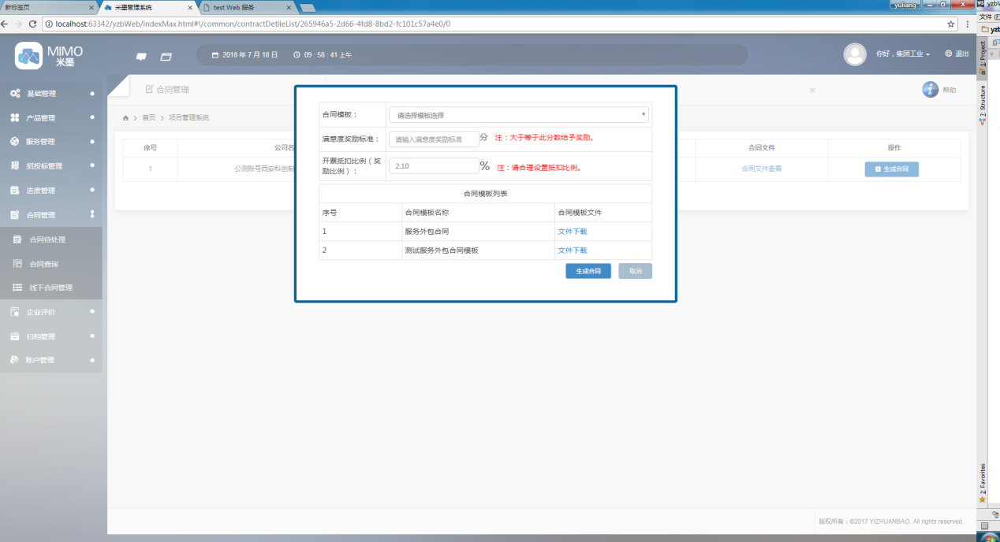 新标签页
米墨管理系统
test Web 服务
yuliang
localhost:63342/yzbWeb/indexMax.html#!/common/contractDetileList/265946a5-2d66-4fd8-8bd2-fc101c57a4e0/0
文件 (F
MIMO
米墨
2018 年 7 月 18 日
09 : 58 : 41 上午
你好，集团工业
退出
基础管理
产品管理
服务管理
招投标管理
进度管理
合同管理
合同待处理
合同查询
线下合同管理
企业评价
归档管理
账户管理
合同管理
帮助
首页 > 项目管理系统
序号
公司名
合同文件
操作
1
公测账号西安科创制
合同文件查看
生成合同
合同模板：
请选择模板选择
满意度奖励标准：
请输入满意度奖励标准
分
注：大于等于此分数给予奖励。
开票抵扣比例（奖
励比例）：
2.10
%
注：请合理设置抵扣比例。
合同模板列表
序号 合同模板名称 合同模板文件
1 服务外包合同 文件下载
2 测试服务外包合同模板 文件下载
生成合同
取消
版权所有：©2017 YIZHUANBAO. All rights reserved.
1: Project
2: Structure
2: Favorites